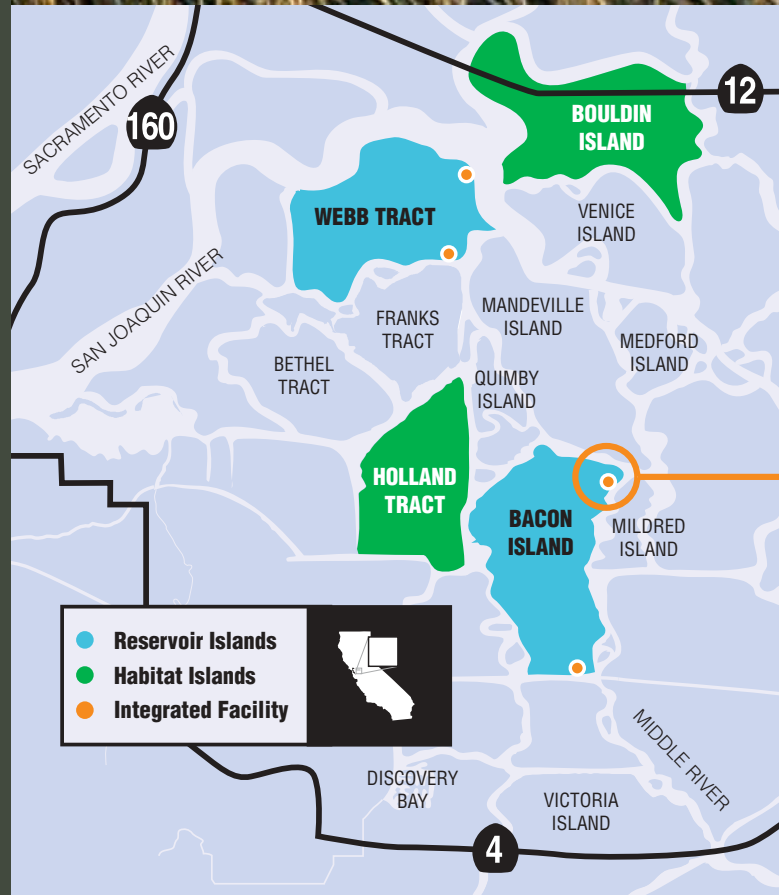 SACRAMENTO RIVER
160
12
BOULDIN
ISLAND
WEBB TRACT
VENICE
ISLAND
SAN JOAQUIN RIVER
FRANKS
TRACT
MANDEVILLE
ISLAND
MEDFORD
ISLAND
BETHEL
TRACT
QUIMBY
ISLAND
HOLLAND
TRACT
BACON
ISLAND
MILDRED
ISLAND
Reservoir Islands
Habitat Islands
Integrated Facility
MIDDLE RIVER
DISCOVERY
BAY
VICTORIA
ISLAND
4